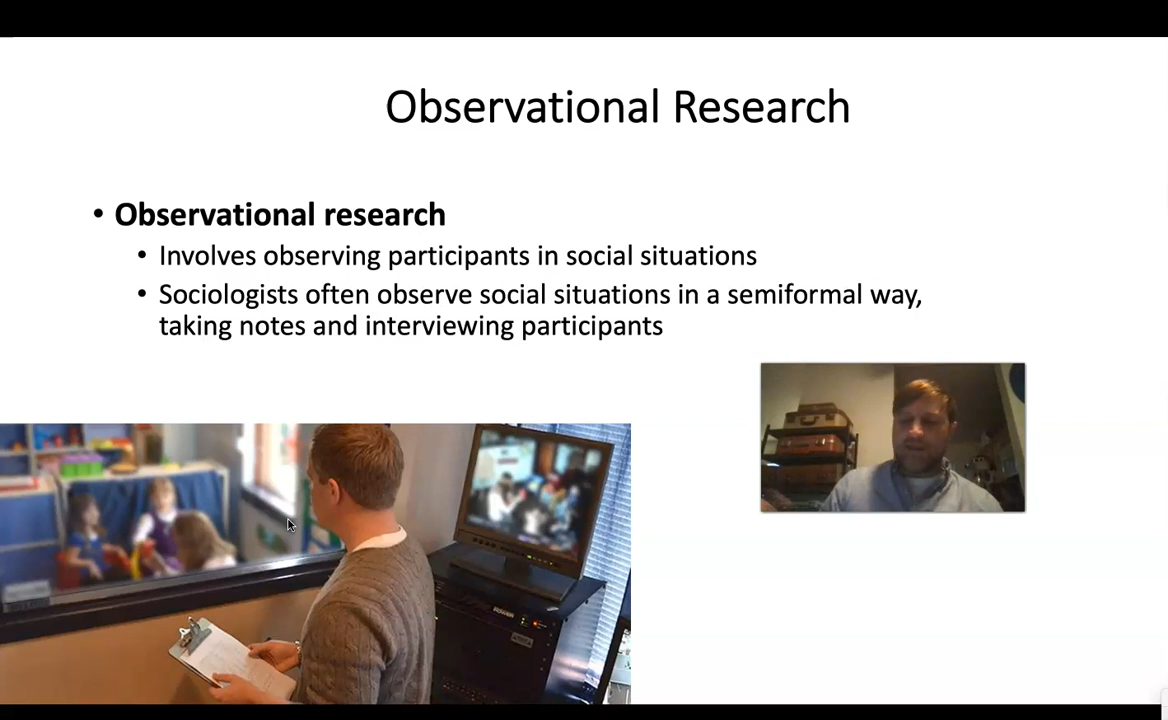 Observational Research
• Observational research
• Involves observing participants in social situations
• Sociologists often observe social situations in a semiformal way,
taking notes and interviewing participants